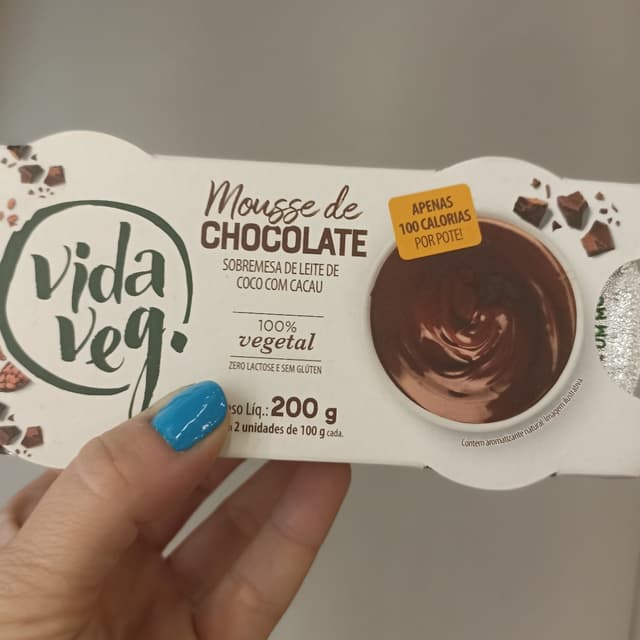 vida
veg.
Mousse de
CHOCOLATE
SOBREMESA DE LEITE DE
COCO COM CACAU
100%
vegetal
ZERO LACTOSE E SEM GLÚTEN
Líq.: 200 g
2 unidades de 100 g cada.
APENAS
100 CALORIAS
POR POTE!
Contém aromatizante natural. Imagem ilustrativa